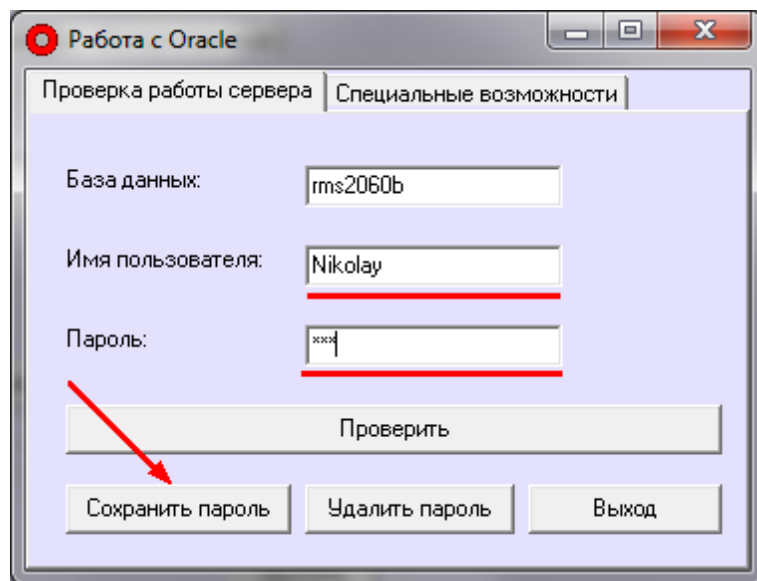 Работа с Oracle
Проверка работы сервера Специальные возможности
База данных: rms2060b
Имя пользователя: Nikolay
Пароль: ***
Проверить
Сохранить пароль Удалить пароль Выход